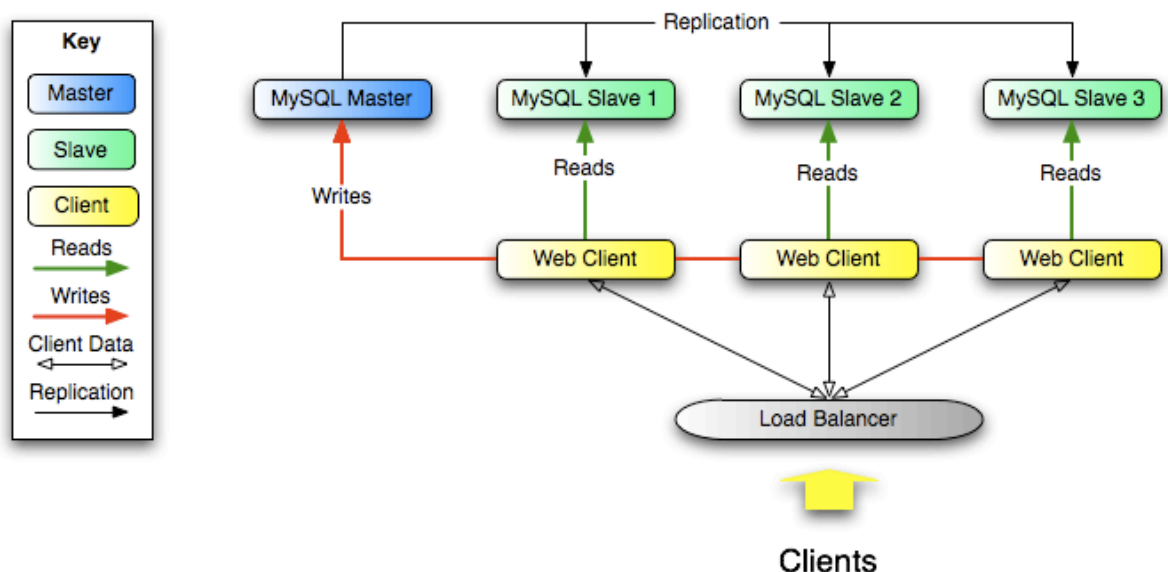 Key
Master
Slave
Client
Reads
Writes
Client Data
Replication
Replication
MySQL Master
MySQL Slave 1
MySQL Slave 2
MySQL Slave 3
Writes
Reads
Reads
Reads
Web Client
Web Client
Web Client
Load Balancer
Clients